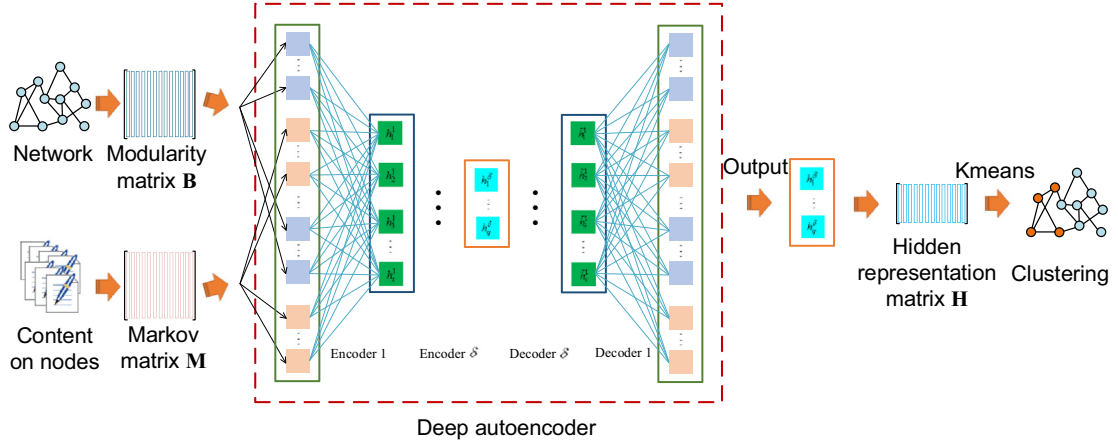 Network
Modularity
matrix B
Content
on nodes
Markov
matrix M
Encoder 1
Encoder 𝒮
Decoder 𝒮
Decoder 1
Deep autoencoder
Output
Kmeans
Hidden
representation
matrix H
Clustering